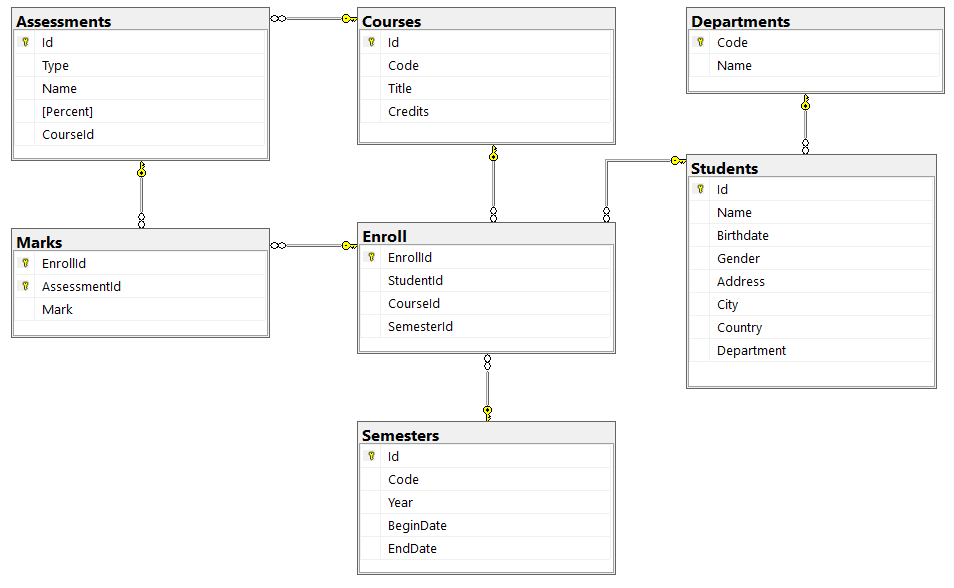 Assessments
Id
Type
Name
[Percent]
CourseId
Courses
Id
Code
Title
Credits
Departments
Code
Name
Students
Id
Name
Birthdate
Gender
Address
City
Country
Department
Marks
EnrollId
AssessmentId
Mark
Enroll
EnrollId
StudentId
CourseId
SemesterId
Semesters
Id
Code
Year
BeginDate
EndDate